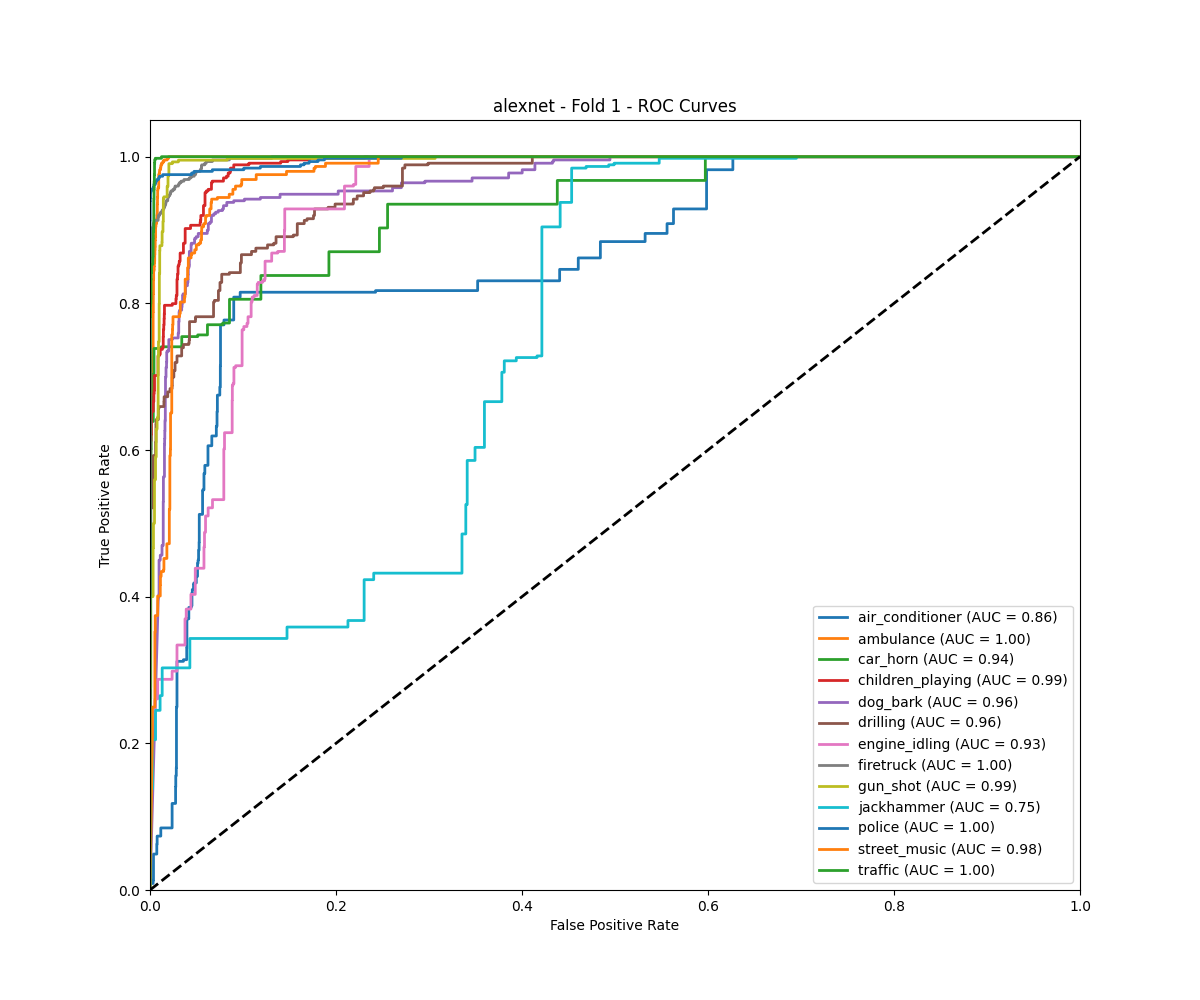 alexnet - Fold 1 - ROC Curves
1.0
0.8
0.6
0.4
0.2
0.0
True Positive Rate
0.0 0.2 0.4 0.6 0.8 1.0
False Positive Rate
air_conditioner (AUC = 0.86)
ambulance (AUC = 1.00)
car_horn (AUC = 0.94)
children_playing (AUC = 0.99)
dog_bark (AUC = 0.96)
drilling (AUC = 0.96)
engine_idling (AUC = 0.93)
firetruck (AUC = 1.00)
gun_shot (AUC = 0.99)
jackhammer (AUC = 0.75)
police (AUC = 1.00)
street_music (AUC = 0.98)
traffic (AUC = 1.00)